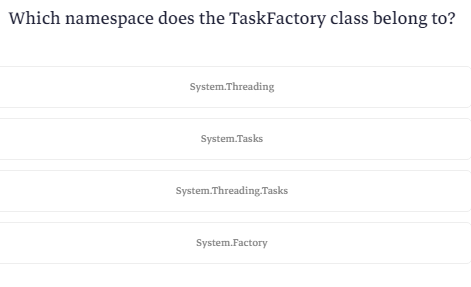 Which namespace does the TaskFactory class belong to?
System.Threading
System.Tasks
System.Threading.Tasks
System.Factory